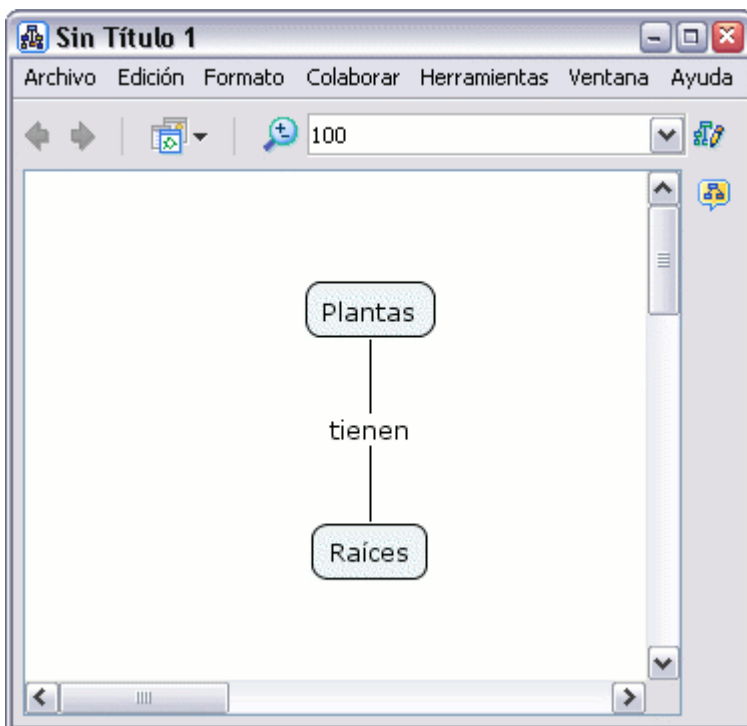 Sin Título 1
Archivo Edición Formato Colaborar Herramientas Ventana Ayuda
100
Plantas
tienen
Raíces